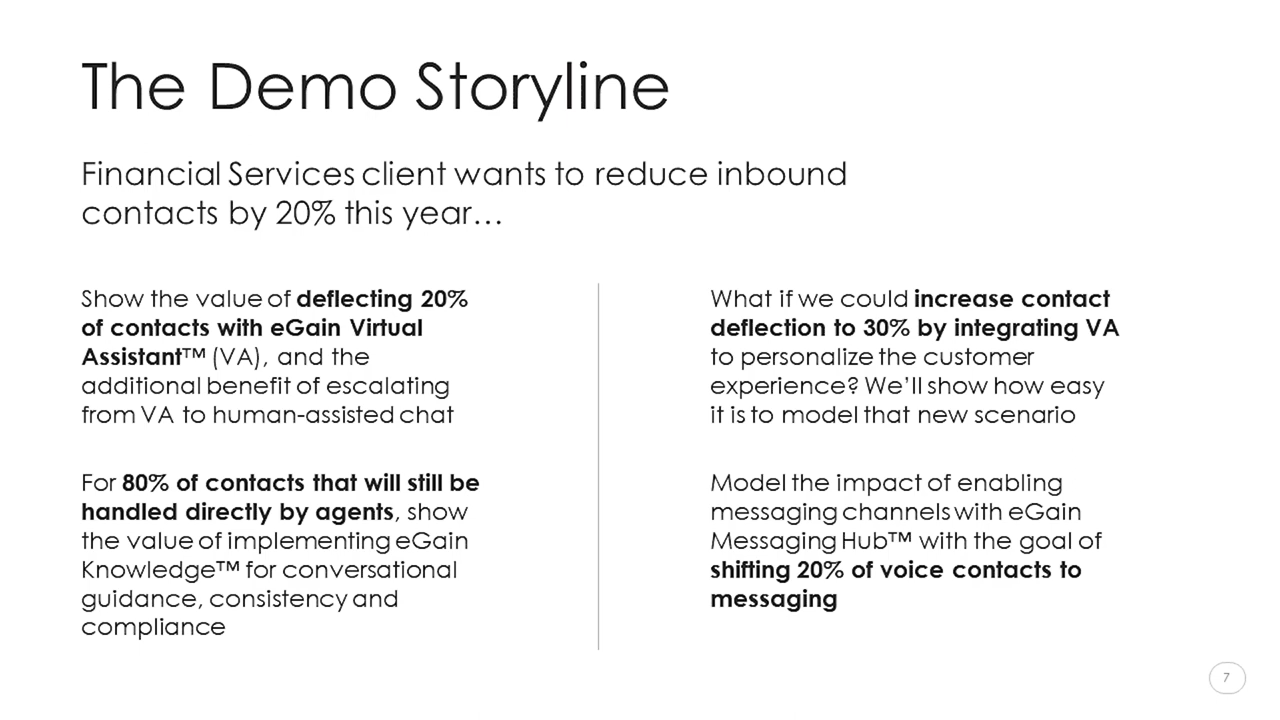 The Demo Storyline
Financial Services client wants to reduce inbound
contacts by 20% this year…
Show the value of deflecting 20%
of contacts with eGain Virtual
Assistant™ (VA), and the
additional benefit of escalating
from VA to human-assisted chat
For 80% of contacts that will still be
handled directly by agents, show
the value of implementing eGain
Knowledge™ for conversational
guidance, consistency and
compliance
What if we could increase contact
deflection to 30% by integrating VA
to personalize the customer
experience? We’ll show how easy
it is to model that new scenario
Model the impact of enabling
messaging channels with eGain
Messaging Hub™ with the goal of
shifting 20% of voice contacts to
messaging
7